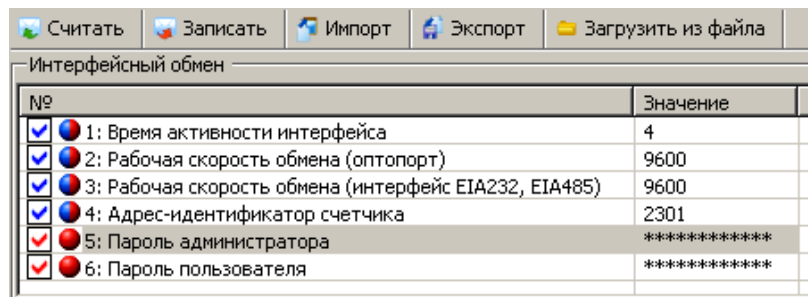 Считать Записать Импорт Экспорт Загрузить из файла
Интерфейсный обмен
№ Значение
1: Время активности интерфейса 4
2: Рабочая скорость обмена (оптопорт) 9600
3: Рабочая скорость обмена (интерфейс EIA232, EIA485) 9600
4: Адрес-идентификатор счетчика 2301
5: Пароль администратора ************
6: Пароль пользователя ************